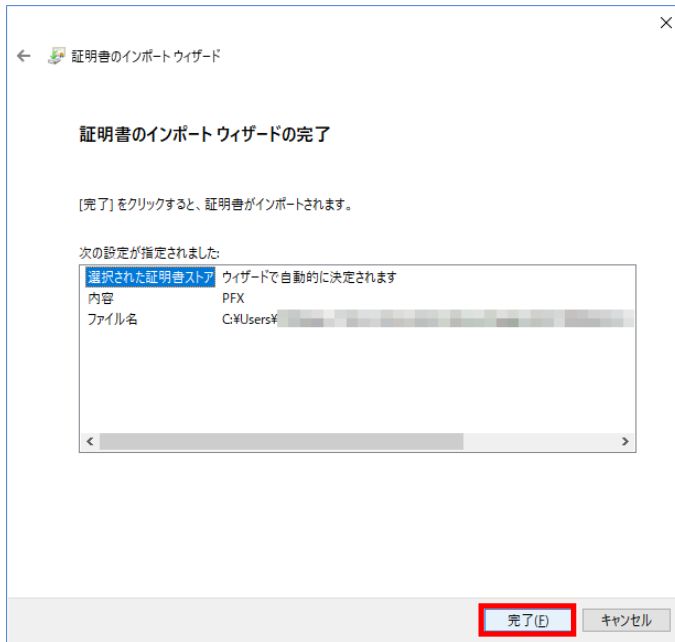 証明書のインポート ウィザード
証明書のインポート ウィザードの完了
[完了] をクリックすると、証明書がインポートされます。
次の設定が指定されました:
選択された証明書ストア ウィザードで自動的に決定されます
内容 PFX
ファイル名 C:¥Users¥
完了(F) キャンセル